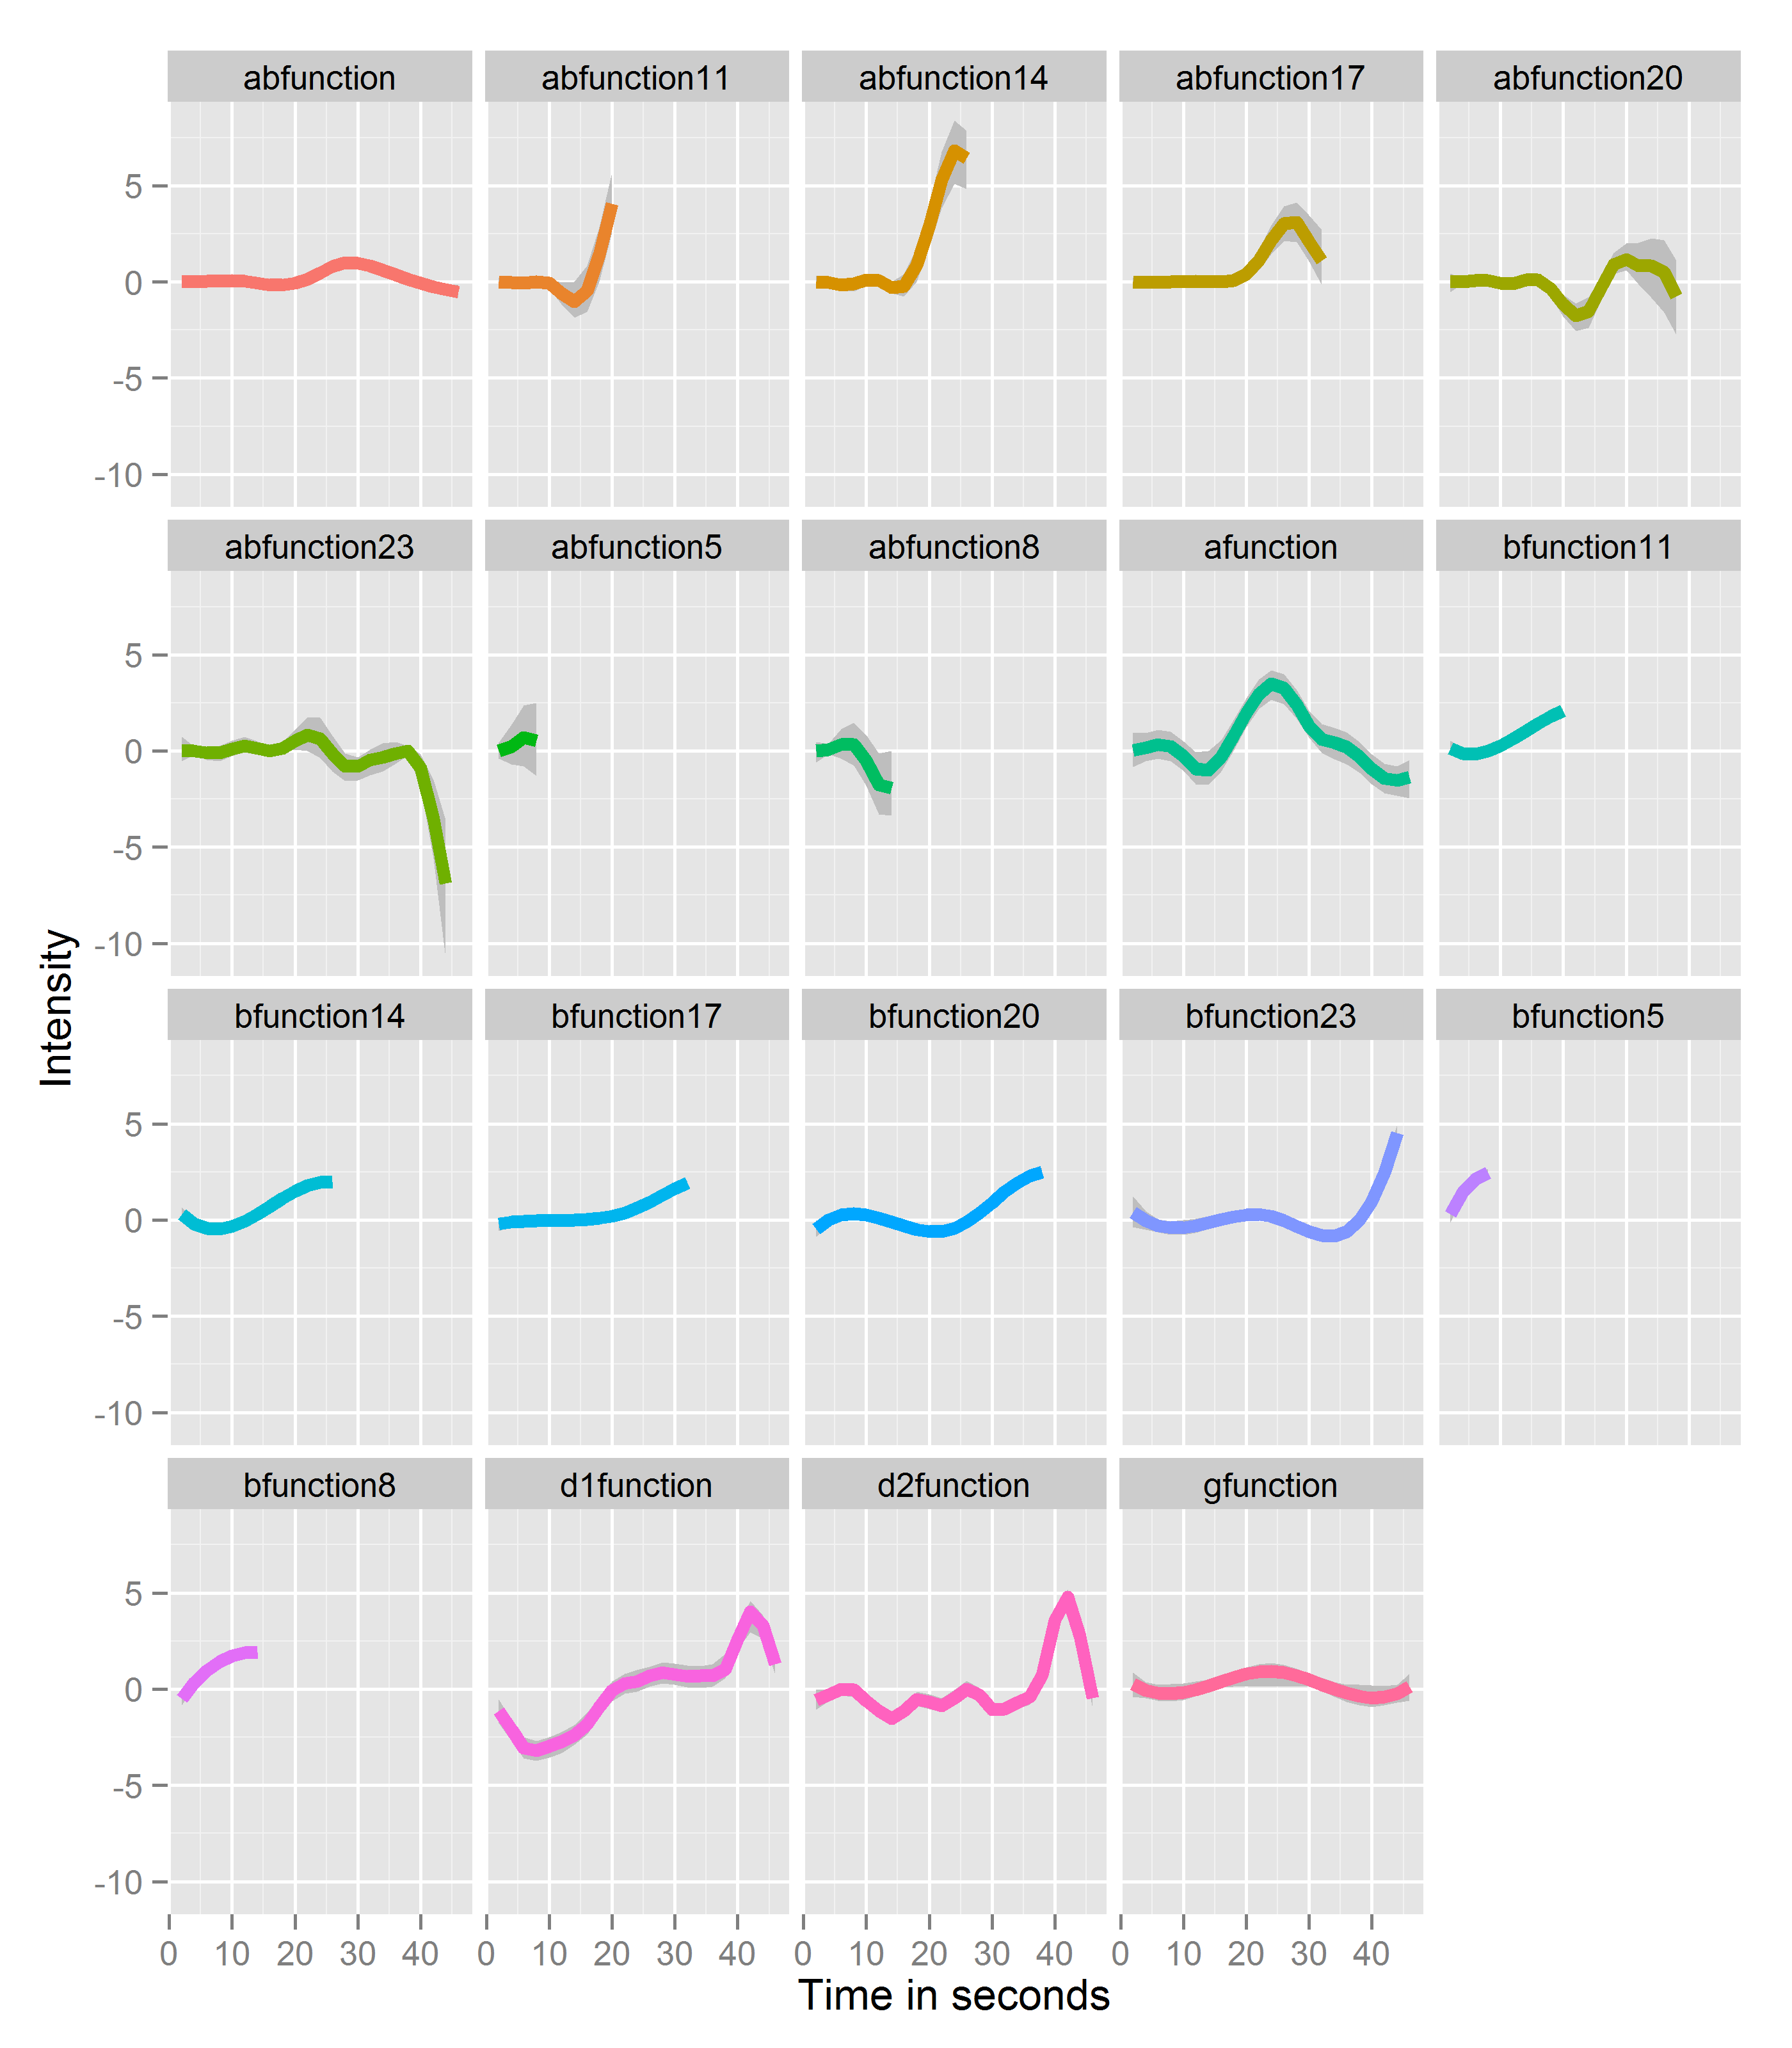 abfunction abfunction11 abfunction14 abfunction17 abfunction20
5
0
-5
-10
abfunction23 abfunction5 abfunction8 afunction bfunction11
5
0
-5
-10
Intensity
bfunction14 bfunction17 bfunction20 bfunction23 bfunction5
5
0
-5
-10
bfunction8 d1function d2function gfunction
5
0
-5
-10
0 10 20 30 40 0 10 20 30 40 0 10 20 30 40 0 10 20 30 40
Time in seconds